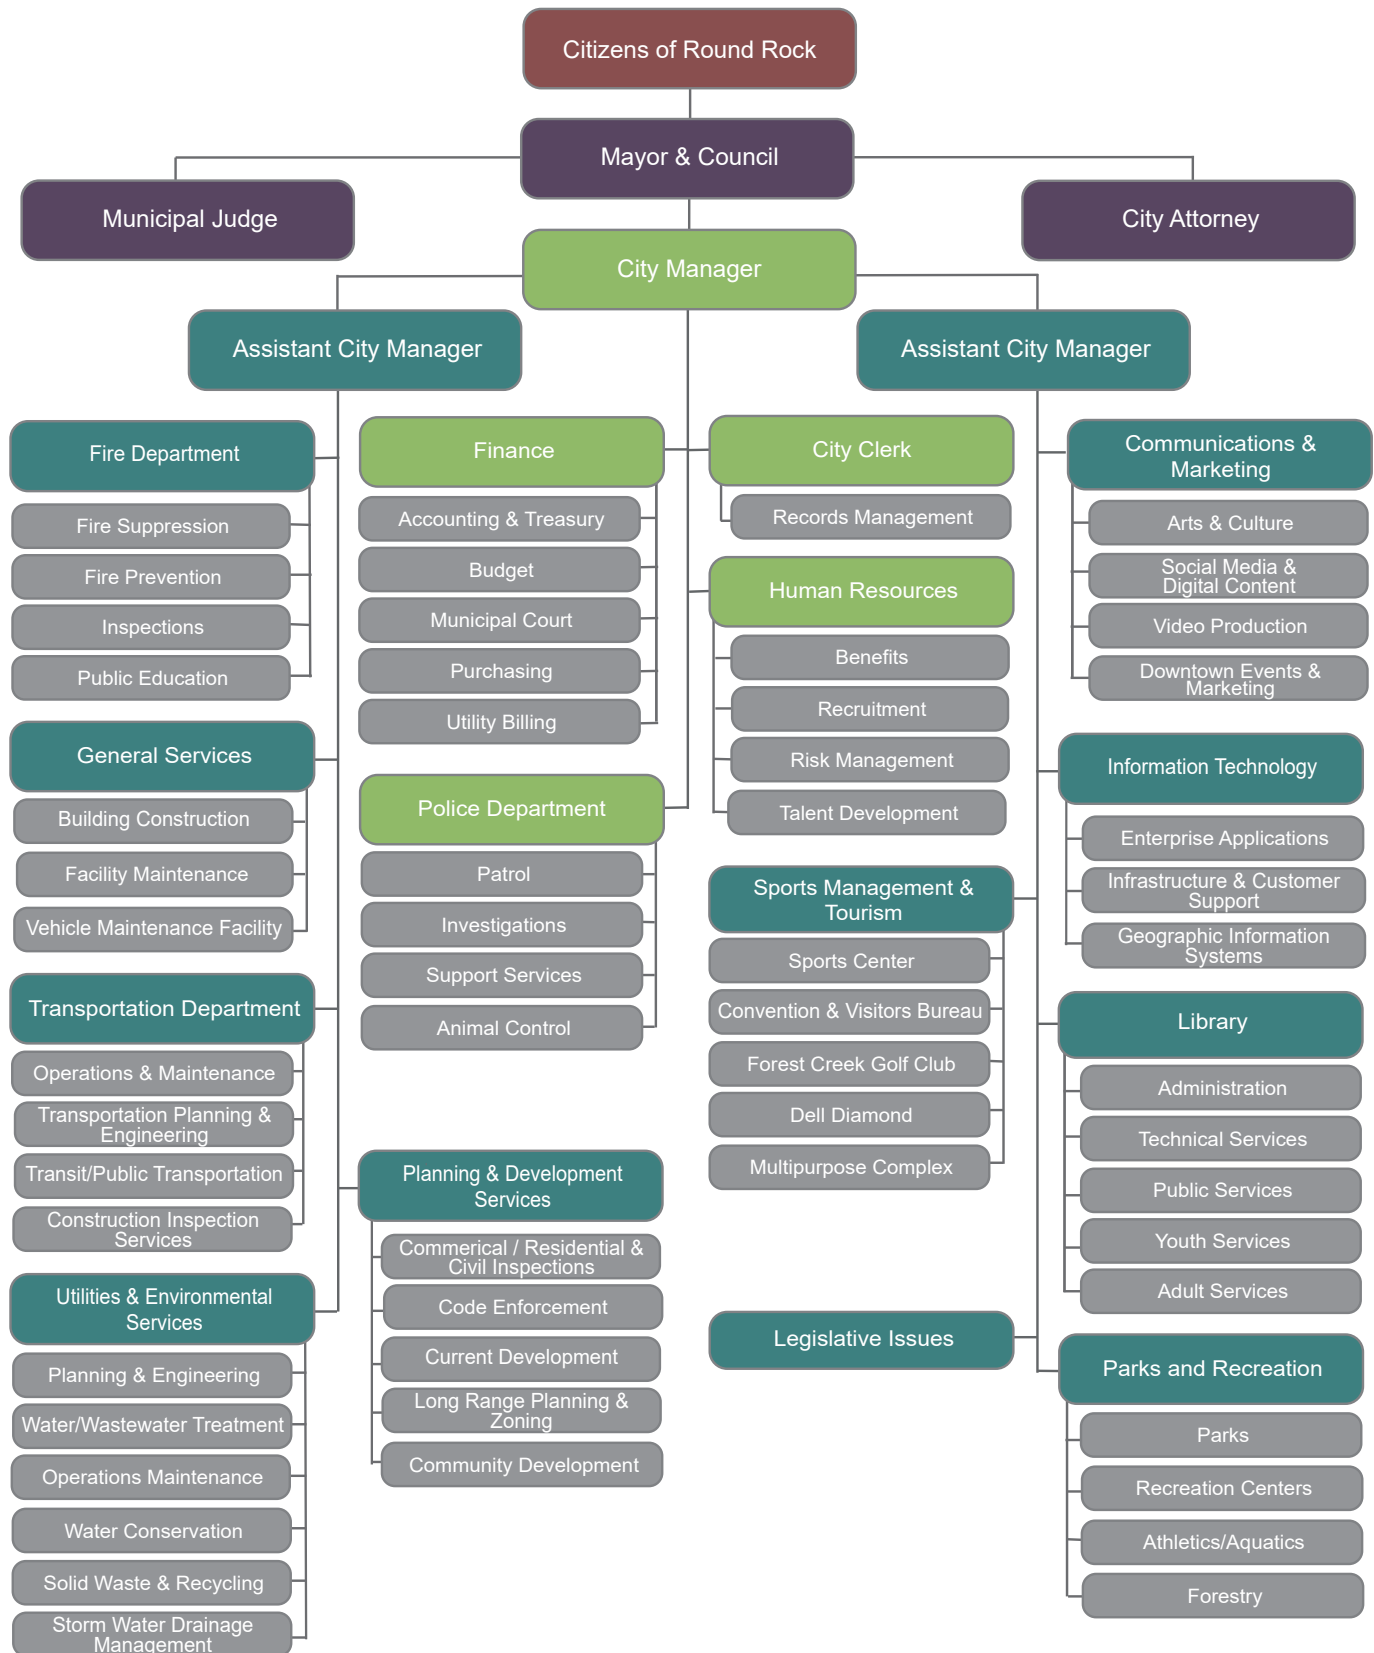 Citizens of Round Rock
Mayor & Council
Municipal Judge
City Attorney
City Manager
Assistant City Manager
Assistant City Manager
Fire Department
Fire Suppression
Fire Prevention
Inspections
Public Education
General Services
Building Construction
Facility Maintenance
Vehicle Maintenance Facility
Transportation Department
Operations & Maintenance
Transportation Planning &
Engineering
Transit/Public Transportation
Construction Inspection
Services
Utilities & Environmental
Services
Planning & Engineering
Water/Wastewater Treatment
Operations Maintenance
Water Conservation
Solid Waste & Recycling
Storm Water Drainage
Management
Finance
Accounting & Treasury
Budget
Municipal Court
Purchasing
Utility Billing
Police Department
Patrol
Investigations
Support Services
Animal Control
Planning & Development
Services
Commerical / Residential &
Civil Inspections
Code Enforcement
Current Development
Long Range Planning &
Zoning
Community Development
City Clerk
Records Management
Human Resources
Benefits
Recruitment
Risk Management
Talent Development
Sports Management &
Tourism
Sports Center
Convention & Visitors Bureau
Forest Creek Golf Club
Dell Diamond
Multipurpose Complex
Legislative Issues
Communications &
Marketing
Arts & Culture
Social Media &
Digital Content
Video Production
Downtown Events &
Marketing
Information Technology
Enterprise Applications
Infrastructure & Customer
Support
Geographic Information
Systems
Library
Administration
Technical Services
Public Services
Youth Services
Adult Services
Parks and Recreation
Parks
Recreation Centers
Athletics/Aquatics
Forestry